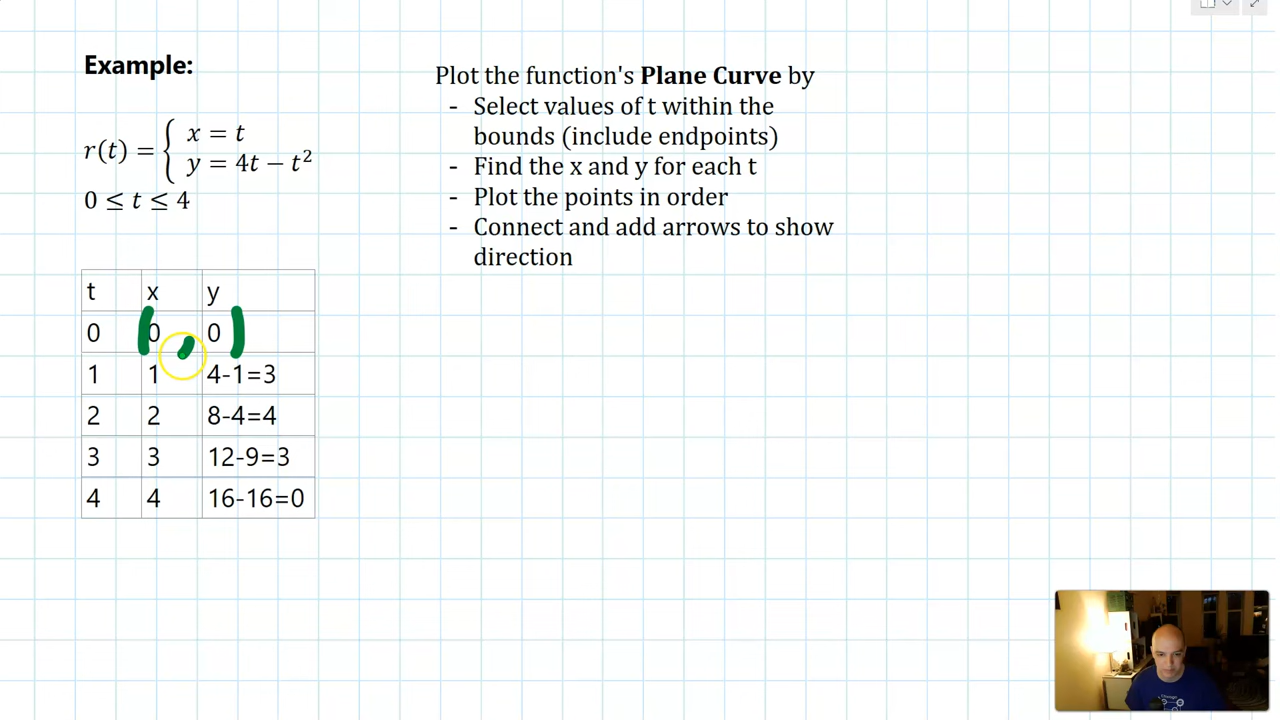 Example:
r(t) = { x = t
y = 4t − t²
0 ≤ t ≤ 4
Plot the function's Plane Curve by
- Select values of t within the
bounds (include endpoints)
- Find the x and y for each t
- Plot the points in order
- Connect and add arrows to show
direction
t x y
0 (0 , 0)
1 1 4-1=3
2 2 8-4=4
3 3 12-9=3
4 4 16-16=0